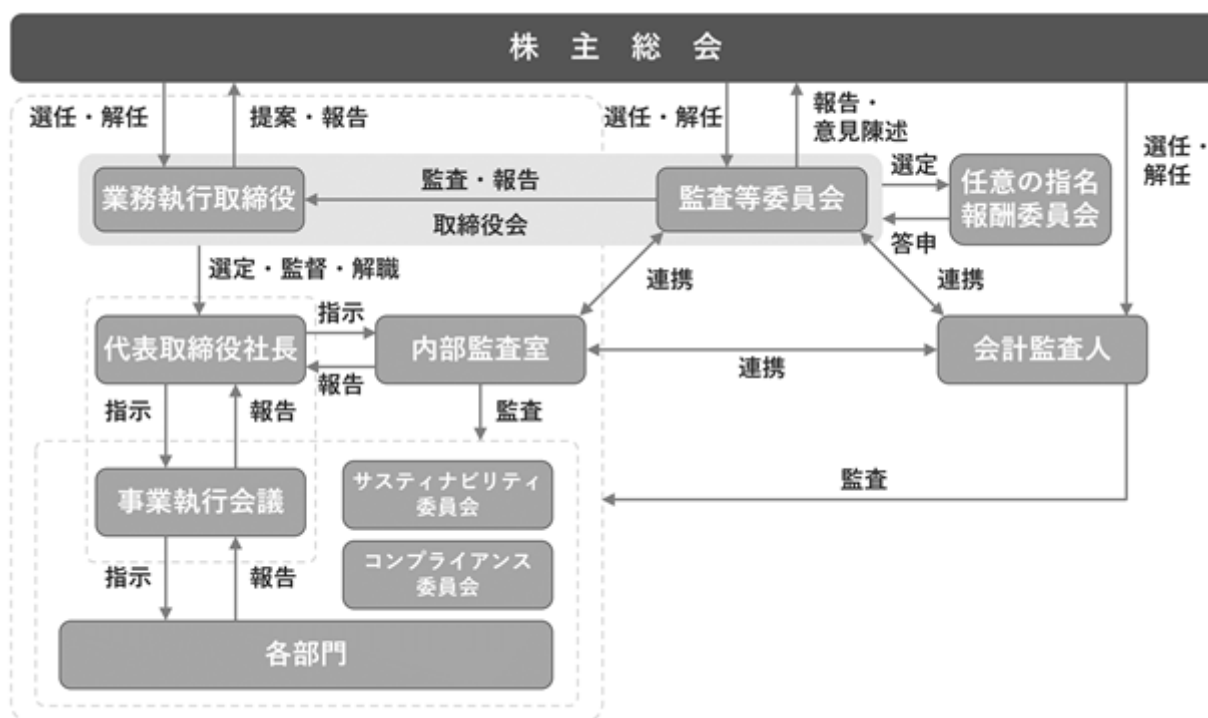 株主総会
選任・解任
提案・報告
選任・解任
報告・
意見陳述
選任・
解任
業務執行取締役
監査・報告
取締役会
監査等委員会
選定
答申
任意の指名
報酬委員会
選定・監督・解職
連携
連携
代表取締役社長
指示
報告
内部監査室
連携
会計監査人
指示
報告
監査
事業執行会議
サスティナビリティ
委員会
監査
コンプライアンス
委員会
指示
報告
各部門